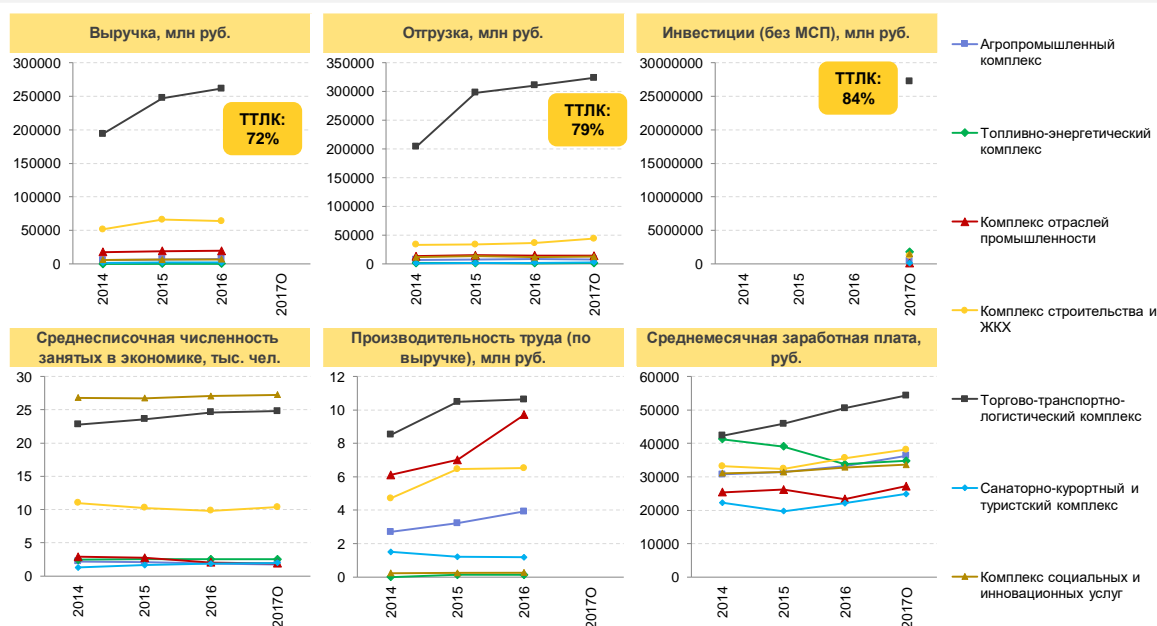 Выручка, млн руб.
300000
250000
200000
150000
100000
50000
0
2014
2015
2016
2017О
ТТЛК:
72%
Отгрузка, млн руб.
350000
300000
250000
200000
150000
100000
50000
0
2014
2015
2016
2017О
ТТЛК:
79%
Инвестиции (без МСП), млн руб.
30000000
25000000
20000000
15000000
10000000
5000000
0
2014
2015
2016
2017О
ТТЛК:
84%
Среднесписочная численность
занятых в экономике, тыс. чел.
30
25
20
15
10
5
0
2014
2015
2016
2017О
Производительность труда (по
выручке), млн руб.
12
10
8
6
4
2
0
2014
2015
2016
2017О
Среднемесячная заработная плата,
руб.
60000
50000
40000
30000
20000
10000
0
2014
2015
2016
2017О
Агропромышленный
комплекс
Топливно-энергетический
комплекс
Комплекс отраслей
промышленности
Комплекс строительства и
ЖКХ
Торгово-транспортно-
логистический комплекс
Санаторно-курортный и
туристский комплекс
Комплекс социальных и
инновационных услуг